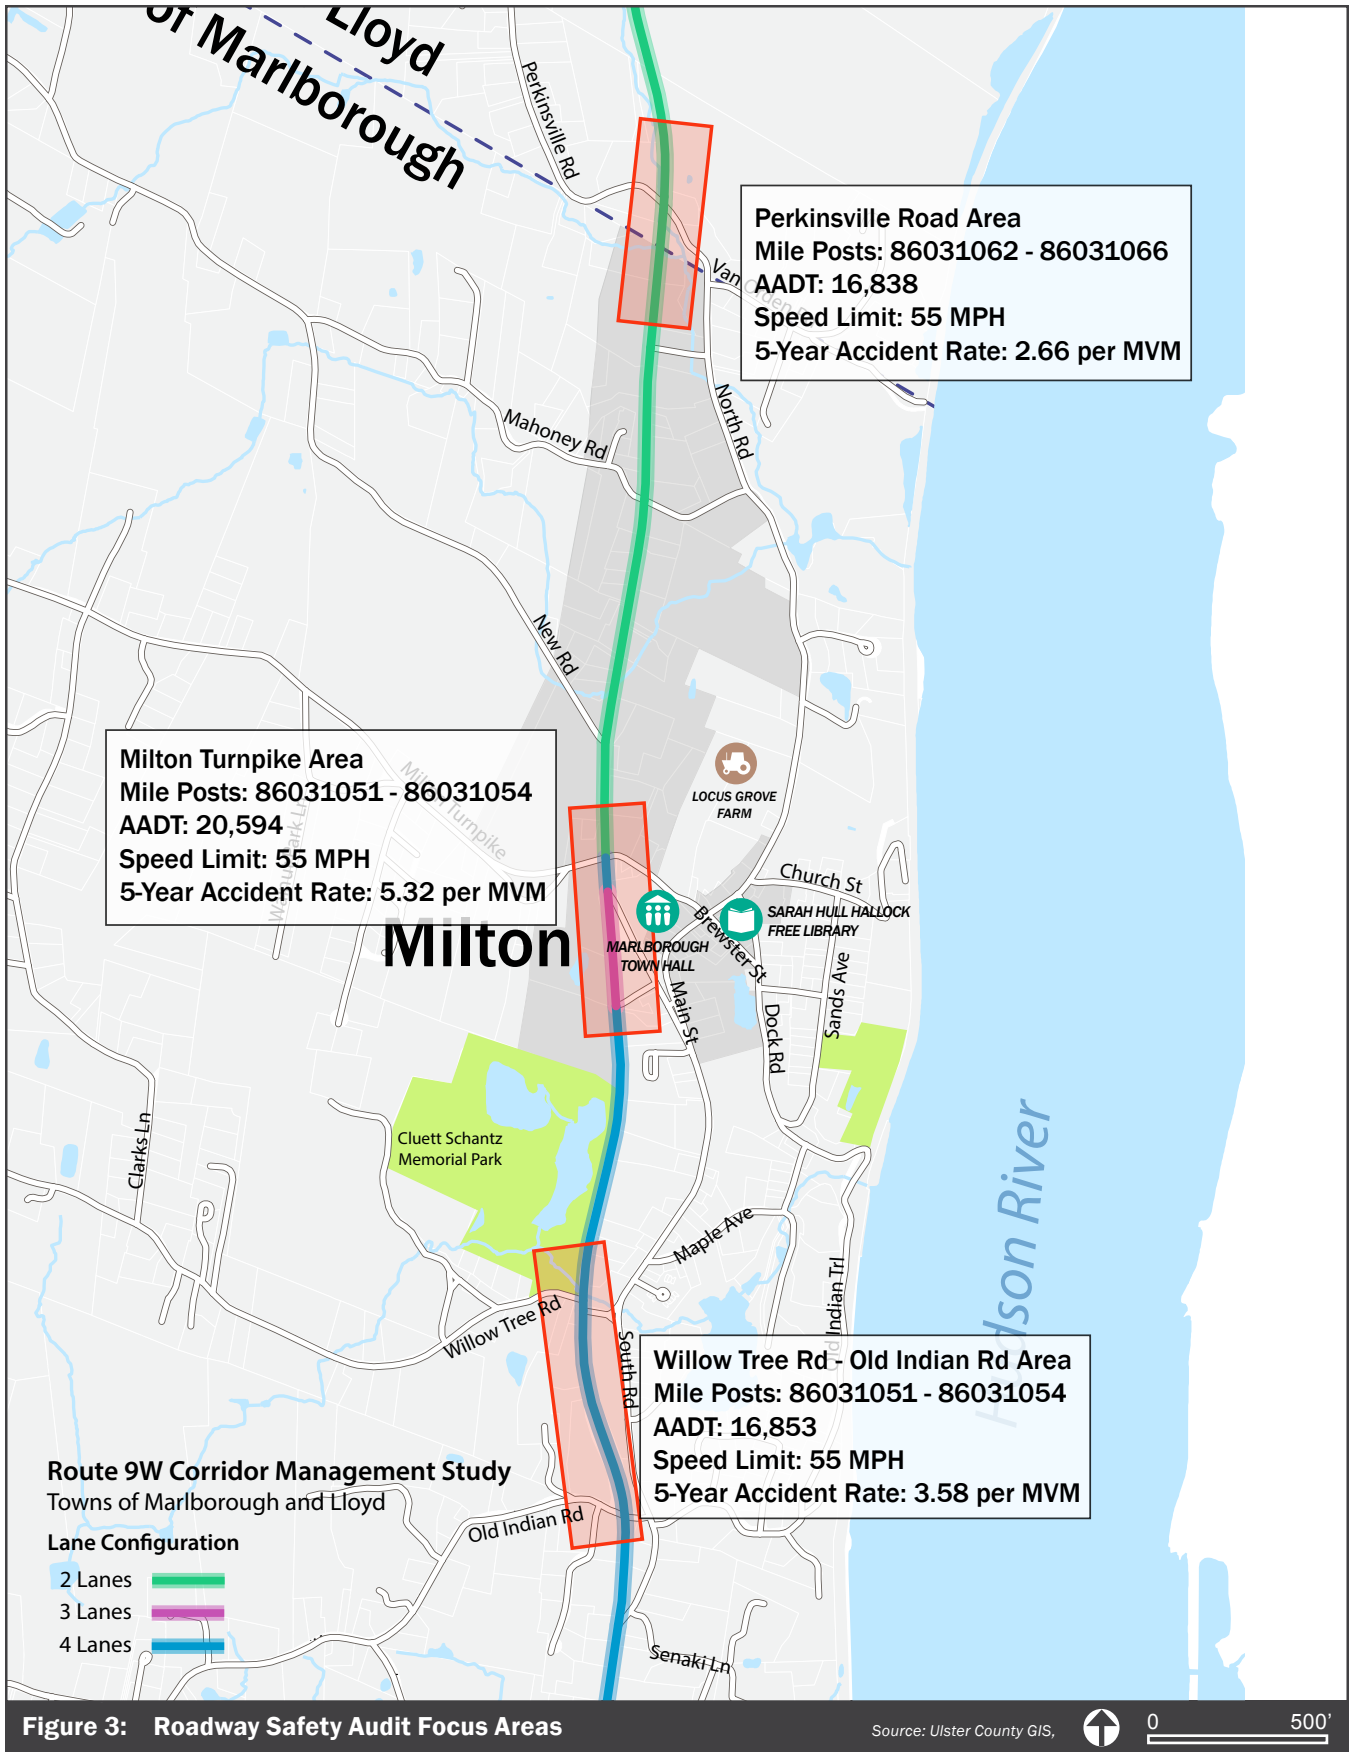 Lloyd
of Marlborough
Perkinsville Rd
Perkinsville Road Area
Mile Posts: 86031062 - 86031066
AADT: 16,838
Speed Limit: 55 MPH
5-Year Accident Rate: 2.66 per MVM
Van Orden
North Rd
Mahoney Rd
New Rd
Milton Turnpike Area
Mile Posts: 86031051 - 86031054
AADT: 20,594
Speed Limit: 55 MPH
5-Year Accident Rate: 5.32 per MVM
Milton Turnpike
LOCUS GROVE
FARM
Church St
SARAH HULL HALLOCK
FREE LIBRARY
Milton
MARLBOROUGH
TOWN HALL
Brewster St
Main St
Dock Rd
Sands Ave
Clarks Ln
Cluett Schantz
Memorial Park
Hudson River
Maple Ave
Old Indian Trl
Willow Tree Rd
South Rd
Willow Tree Rd - Old Indian Rd Area
Mile Posts: 86031051 - 86031054
AADT: 16,853
Speed Limit: 55 MPH
5-Year Accident Rate: 3.58 per MVM
Old Indian Rd
Senaki Ln
Route 9W Corridor Management Study
Towns of Marlborough and Lloyd
Lane Configuration
2 Lanes
3 Lanes
4 Lanes
Figure 3: Roadway Safety Audit Focus Areas
Source: Ulster County GIS,
0 500'